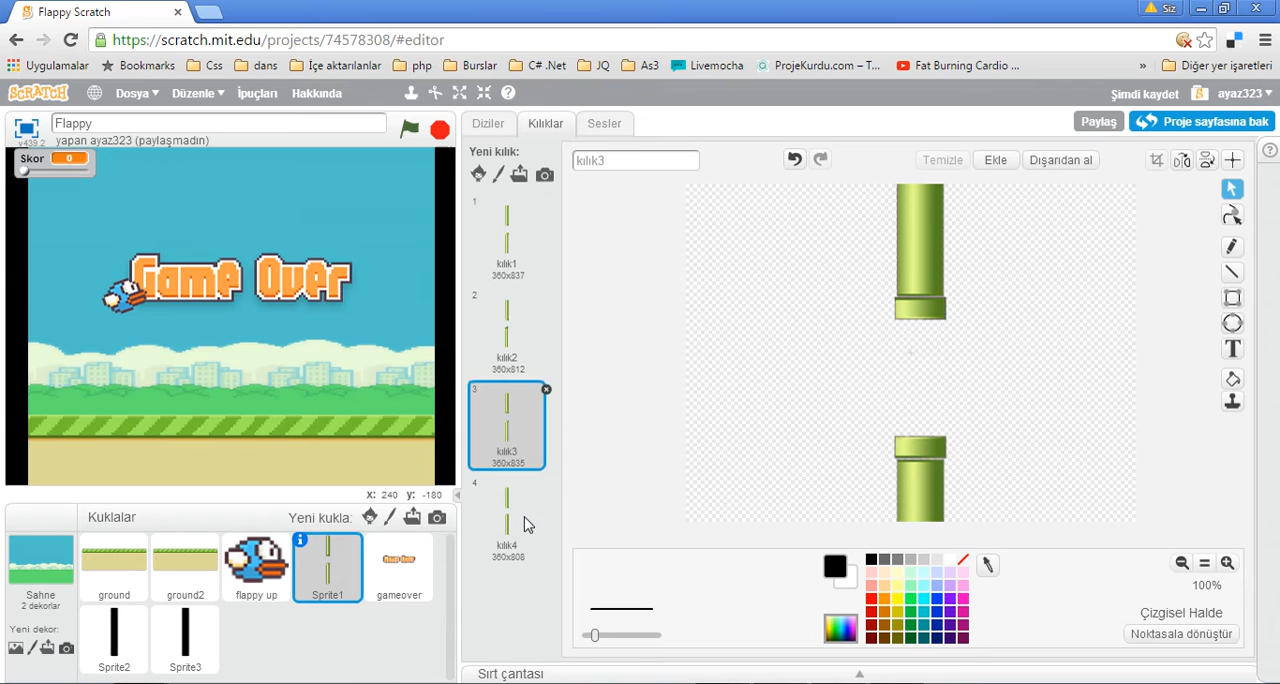 Flappy Scratch
Siz
https://scratch.mit.edu/projects/74578308/#editor
Uygulamalar Bookmarks Css dans İçe aktarılanlar php Burslar C# .Net JQ As3 Livemocha ProjeKurdu.com – T... Fat Burning Cardio ... » Diğer yer işaretleri
SCRATCH Dosya Düzenle İpuçları Hakkında Şimdi kaydet ayaz323
Flappy
v439.2 yapan ayaz323 (paylaşmadın)
Diziler Kılıklar Sesler
Paylaş Proje sayfasına bak
Skor 0
Game Over
x: 240 y: -180
Yeni kılık:
1
kılık1
360x837
2
kılık2
360x812
3
kılık3
360x835
4
kılık4
360x808
kılık3
Temizle Ekle Dışarıdan al
T
100%
Çizgisel Halde
Noktasala dönüştür
Kuklalar Yeni kukla:
Sahne
2 dekorlar
Yeni dekor:
ground ground2 flappy up Sprite1 gameover
Sprite2 Sprite3
Sırt çantası